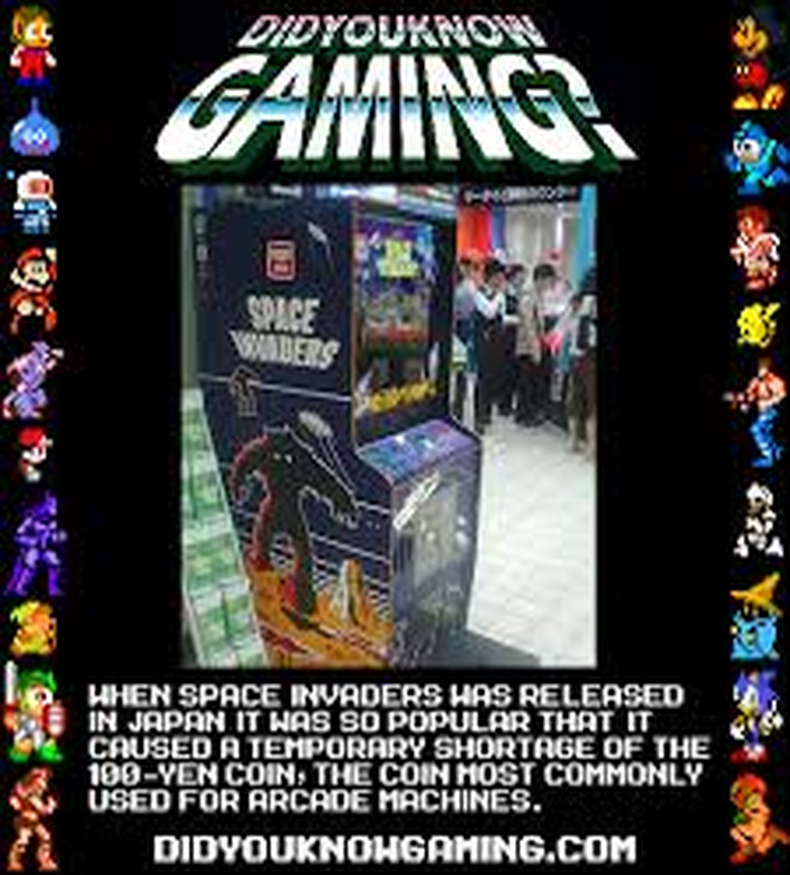 DIDYOUKNOW
GAMING?
SPACE
INVADERS
WHEN SPACE INVADERS WAS RELEASED
IN JAPAN IT WAS SO POPULAR THAT IT
CAUSED A TEMPORARY SHORTAGE OF THE
100-YEN COIN, THE COIN MOST COMMONLY
USED FOR ARCADE MACHINES.
DIDYOUKNOWGAMING.COM